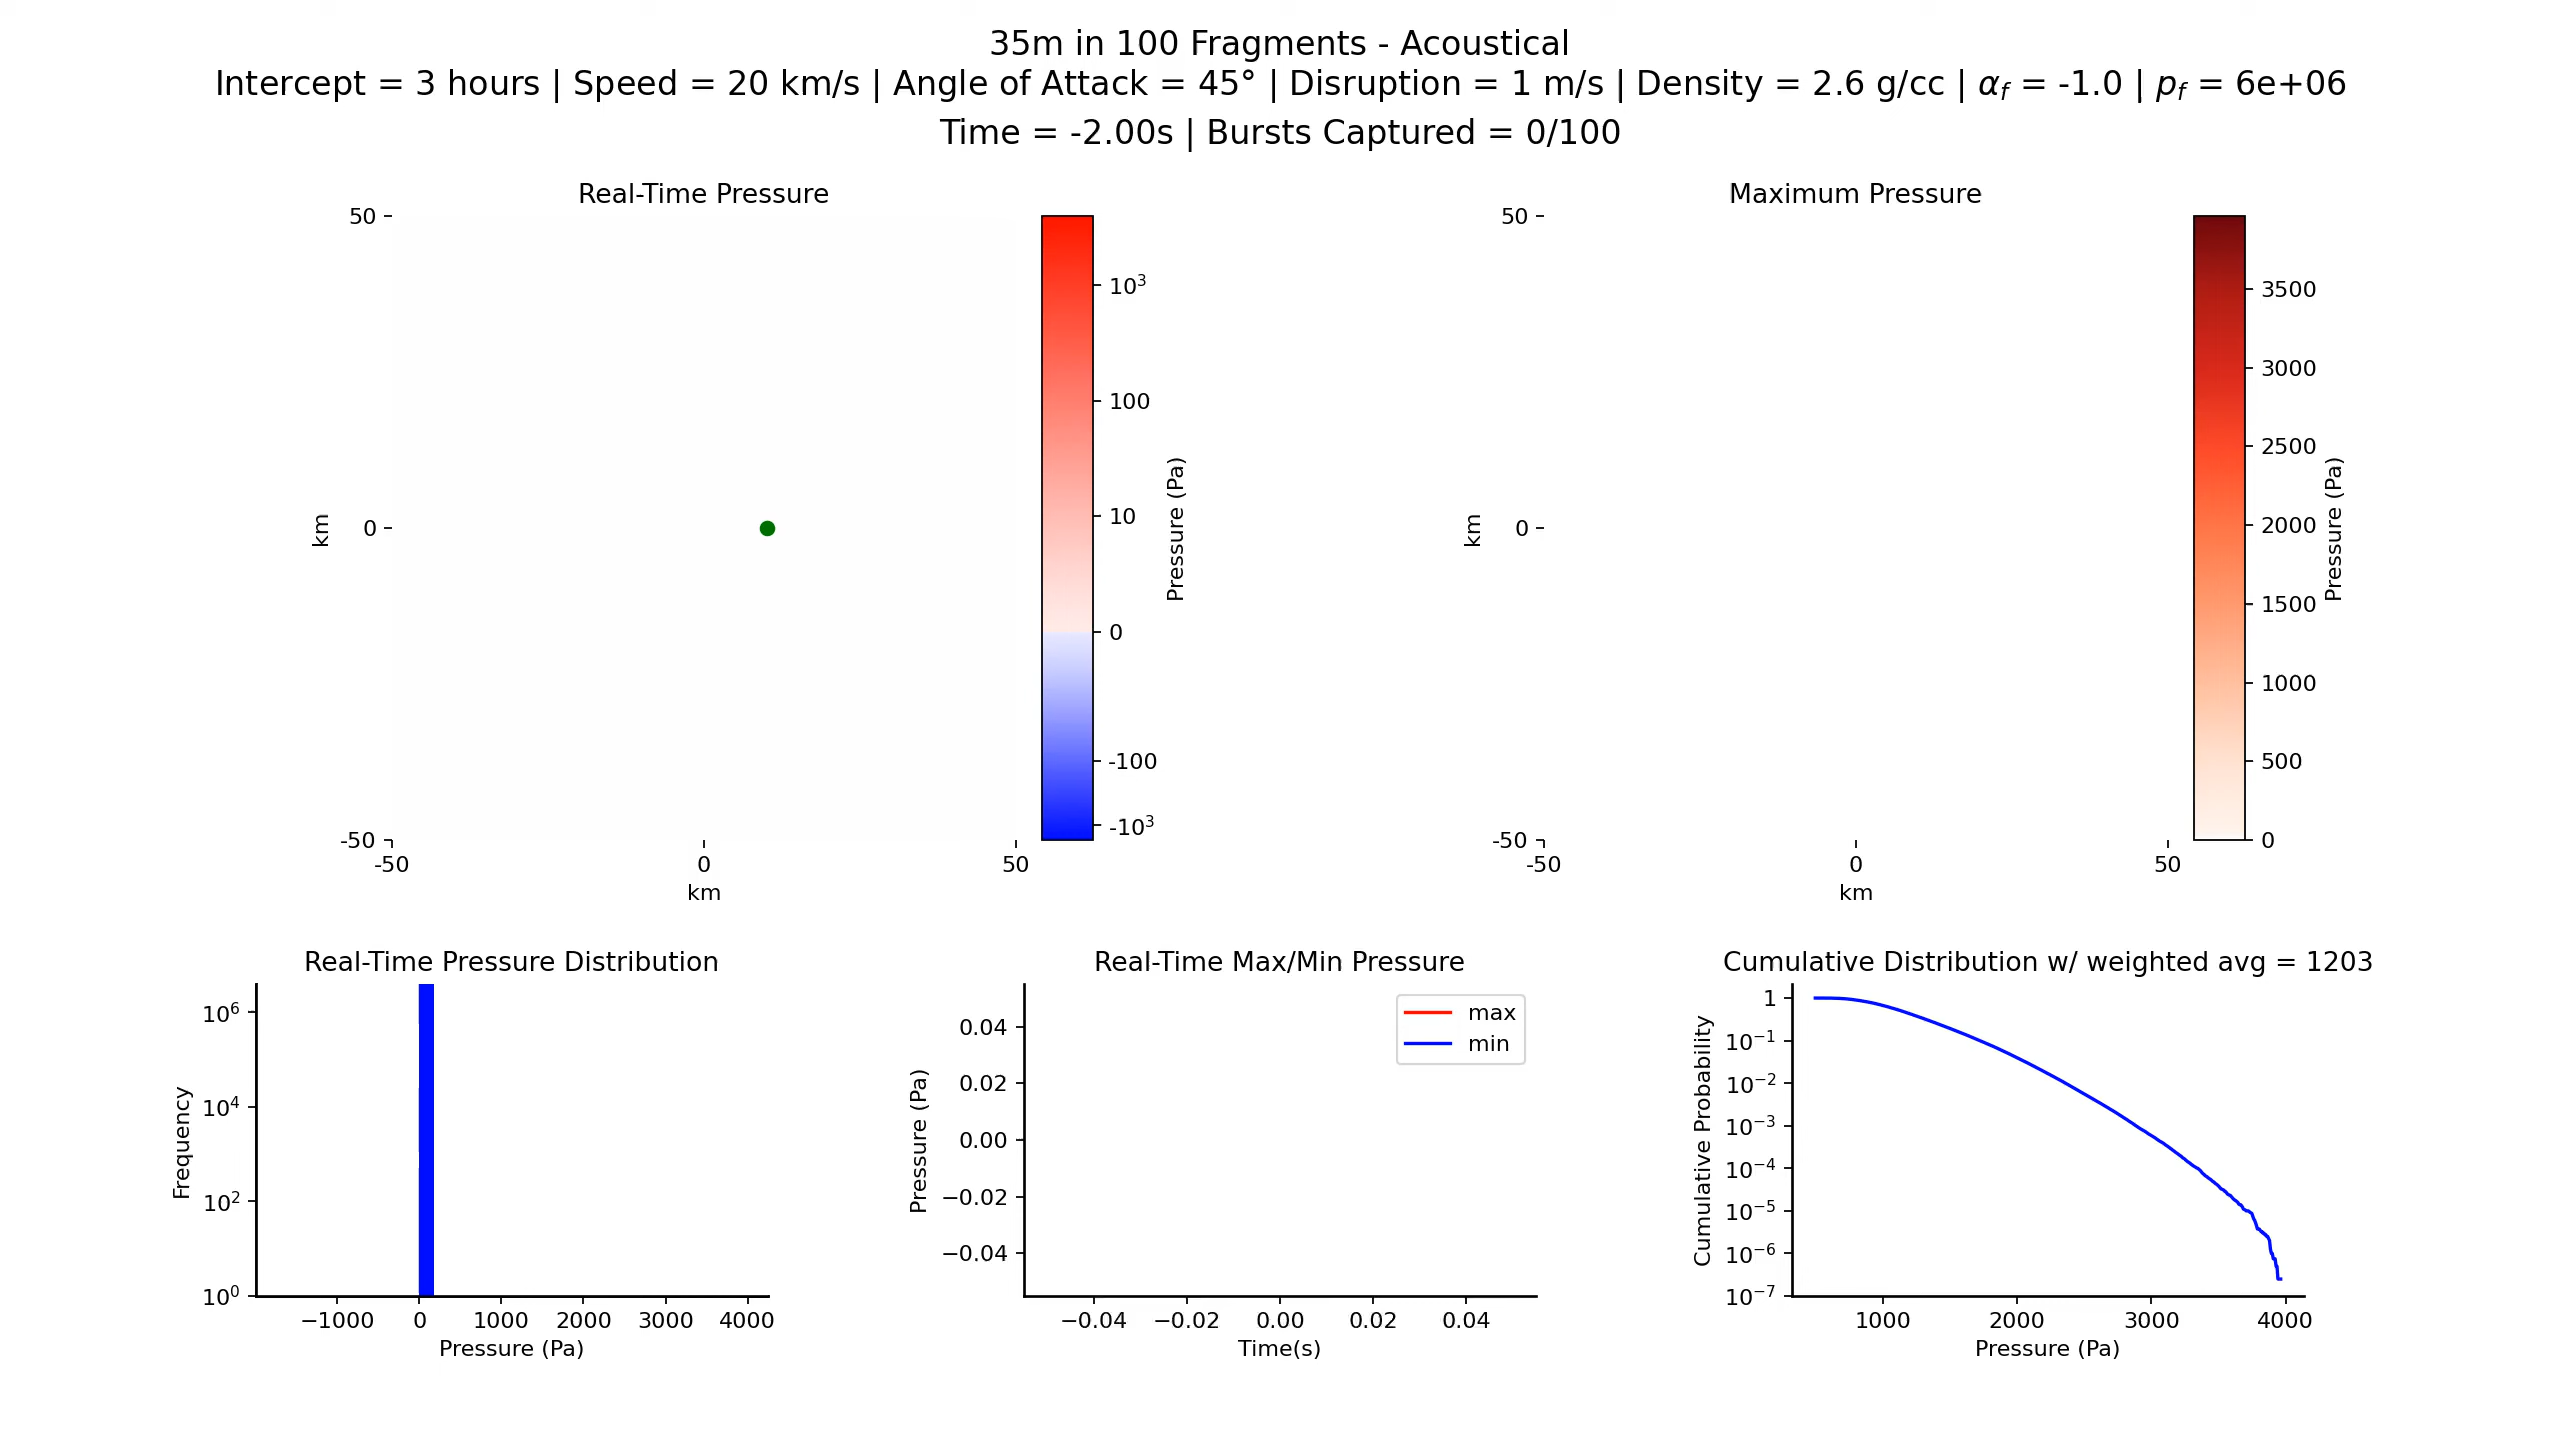 35m in 100 Fragments - Acoustical
Intercept = 3 hours | Speed = 20 km/s | Angle of Attack = 45° | Disruption = 1 m/s | Density = 2.6 g/cc | α_f = -1.0 | p_f = 6e+06
Time = -2.00s | Bursts Captured = 0/100
Real-Time Pressure
50
0
-50
km
-50
0
50
km
10³
100
10
0
-100
-10³
Pressure (Pa)
Maximum Pressure
50
0
-50
km
-50
0
50
km
3500
3000
2500
2000
1500
1000
500
0
Pressure (Pa)
Real-Time Pressure Distribution
10⁶
10⁴
10²
10⁰
Frequency
−1000
0
1000
2000
3000
4000
Pressure (Pa)
Real-Time Max/Min Pressure
max
min
0.04
0.02
0.00
−0.02
−0.04
Pressure (Pa)
−0.04
−0.02
0.00
0.02
0.04
Time(s)
Cumulative Distribution w/ weighted avg = 1203
1
10⁻¹
10⁻²
10⁻³
10⁻⁴
10⁻⁵
10⁻⁶
10⁻⁷
Cumulative Probability
1000
2000
3000
4000
Pressure (Pa)